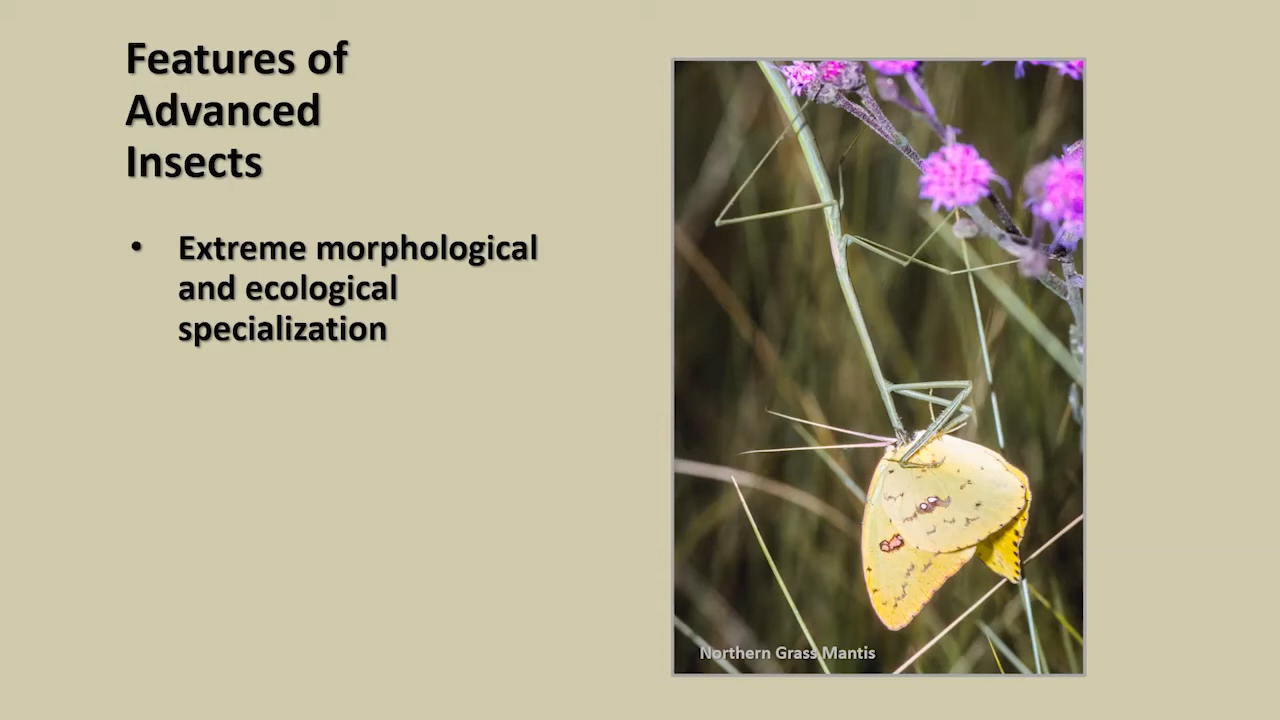 Features of
Advanced
Insects
• Extreme morphological
and ecological
specialization
Northern Grass Mantis